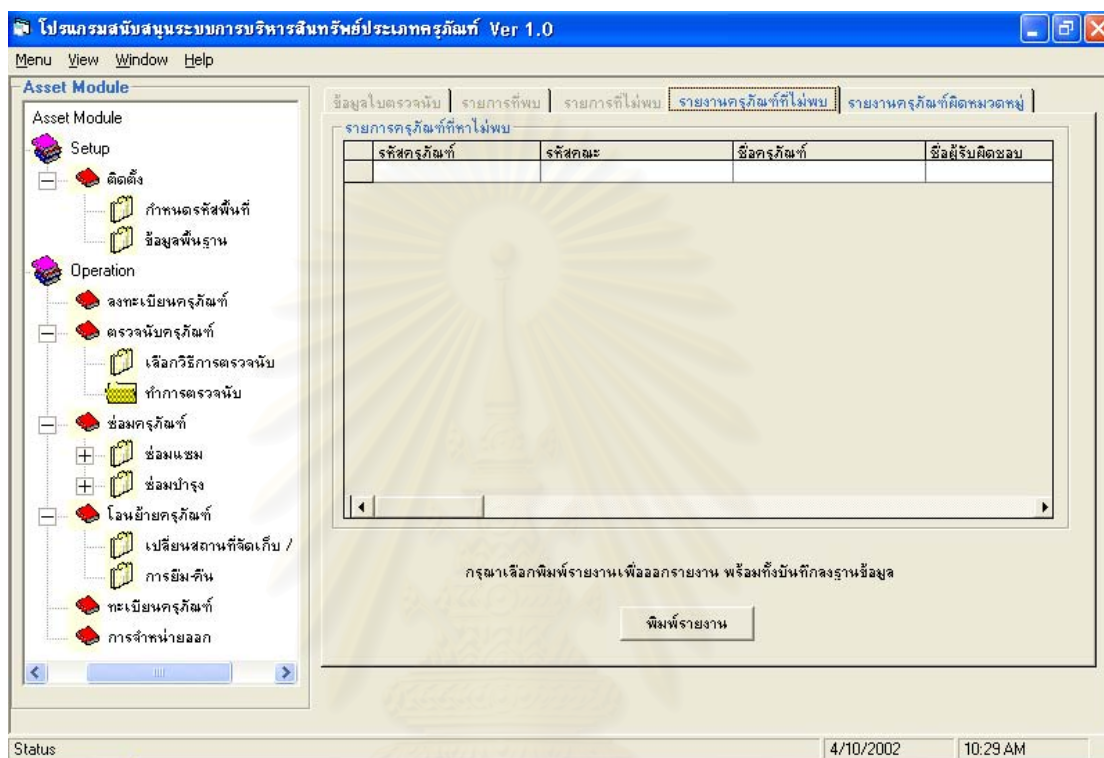 โปรแกรมสนับสนุนระบบการบริหารสินทรัพย์ประเภทครุภัณฑ์ Ver 1.0
Menu View Window Help
Asset Module
Asset Module
Setup
ติดตั้ง
กำหนดรหัสพื้นที่
ข้อมูลพื้นฐาน
Operation
ลงทะเบียนครุภัณฑ์
ตรวจนับครุภัณฑ์
เลือกวิธีการตรวจนับ
ทำการตรวจนับ
ซ่อมครุภัณฑ์
ซ่อมแซม
ซ่อมบำรุง
โอนย้ายครุภัณฑ์
เปลี่ยนสถานที่จัดเก็บ /
การยืม-คืน
ทะเบียนครุภัณฑ์
การจำหน่ายออก
ข้อมูลใบตรวจนับ รายการที่พบ รายการที่ไม่พบ รายงานครุภัณฑ์ที่ไม่พบ รายงานครุภัณฑ์ผิดหมวดหมู่
รายการครุภัณฑ์ที่หาไม่พบ
รหัสครุภัณฑ์ รหัสคณะ ชื่อครุภัณฑ์ ชื่อผู้รับผิดชอบ
กรุณาเลือกพิมพ์รายงานเพื่อออกรายงาน พร้อมทั้งบันทึกลงฐานข้อมูล
พิมพ์รายงาน
Status 4/10/2002 10:29 AM